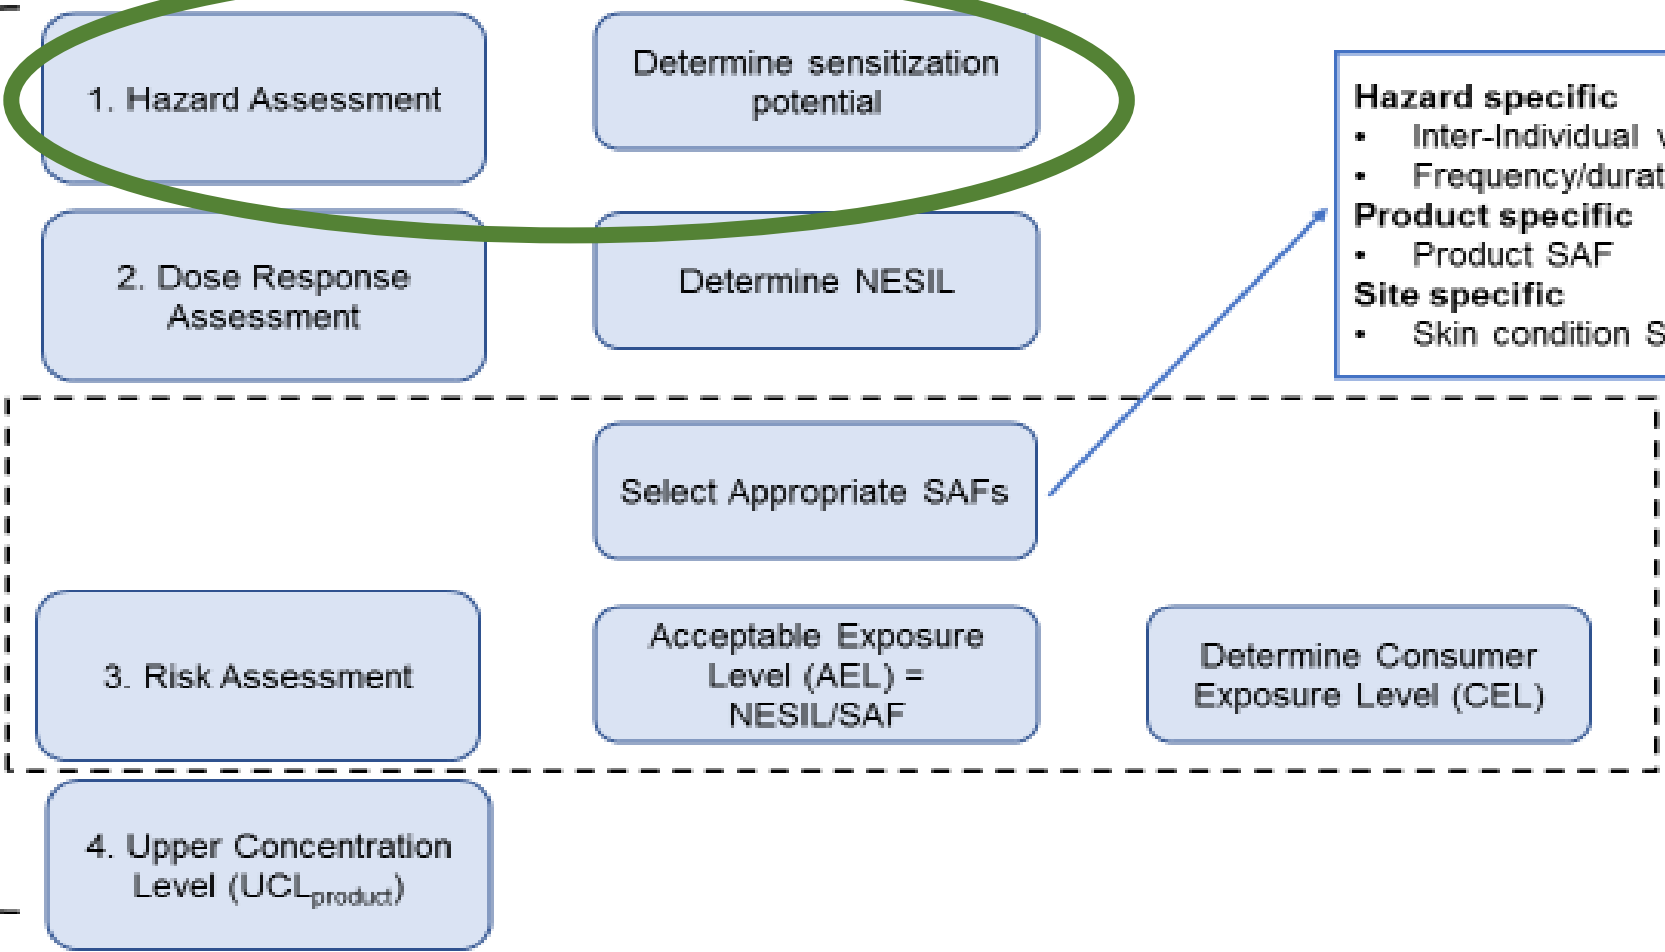 1. Hazard Assessment
Determine sensitization
potential
Hazard specific
• Inter-Individual
• Frequency/durat
Product specific
• Product SAF
Site specific
• Skin condition S
2. Dose Response
Assessment
Determine NESIL
Select Appropriate SAFs
3. Risk Assessment
Acceptable Exposure
Level (AEL) =
NESIL/SAF
Determine Consumer
Exposure Level (CEL)
4. Upper Concentration
Level (UCLproduct)